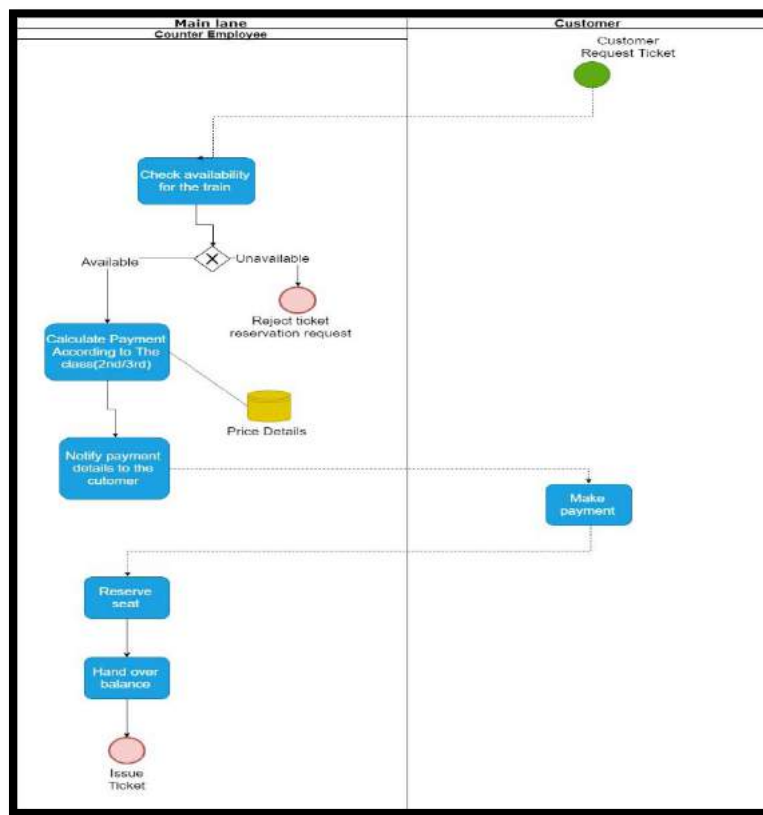 Main lane
Customer
Counter Employee
Customer
Request Ticket
Check availability
for the train
Available
Unavailable
Reject ticket
reservation request
Calculate Payment
According to The
class(2nd/3rd)
Price Details
Notify payment
details to the
cutomer
Make
payment
Reserve
seat
Hand over
balance
Issue
Ticket